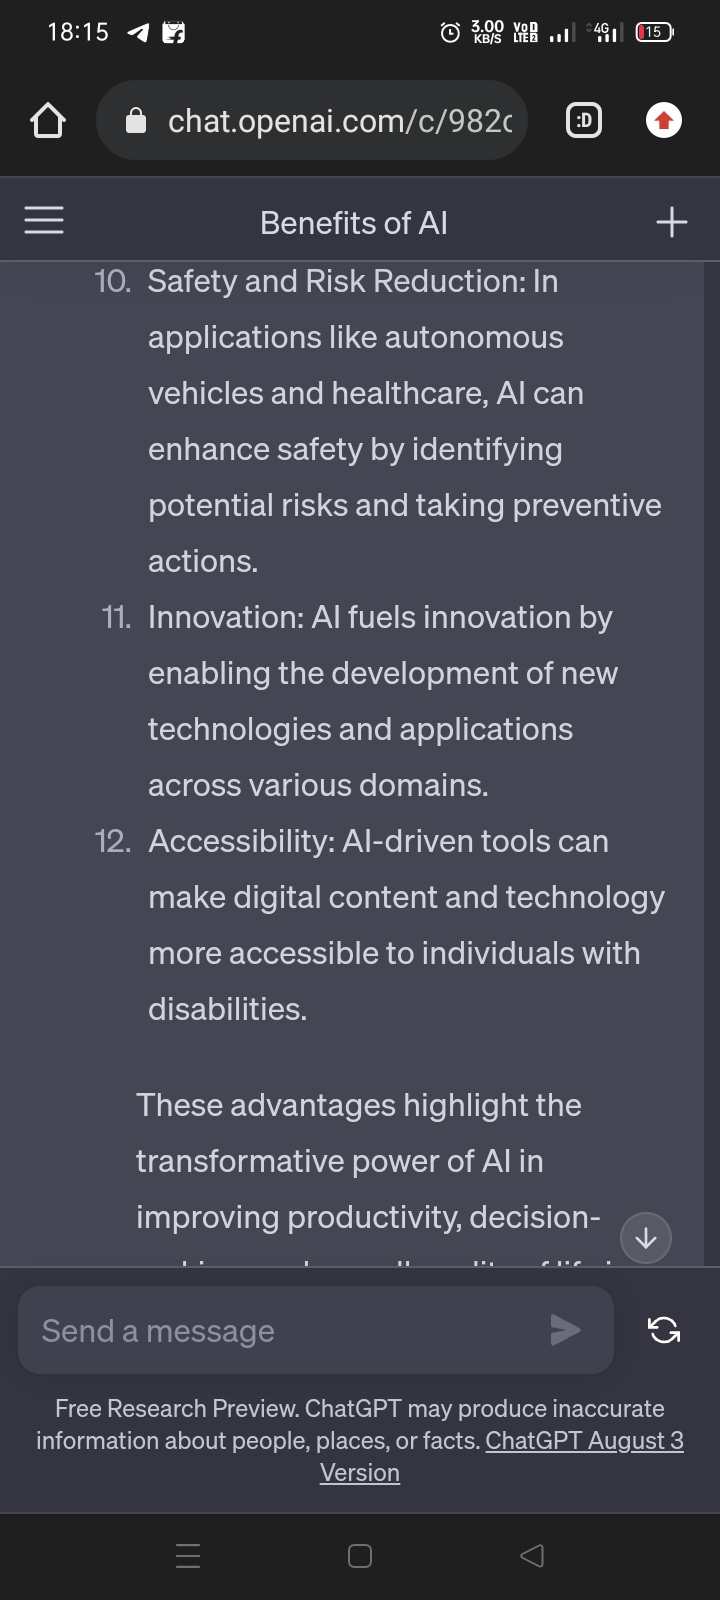 18:15
3.00
KB/S
VoD 1
LTE 2
4G
15
chat.openai.com/c/982c
:D
Benefits of AI
10. Safety and Risk Reduction: In
applications like autonomous
vehicles and healthcare, AI can
enhance safety by identifying
potential risks and taking preventive
actions.
11. Innovation: AI fuels innovation by
enabling the development of new
technologies and applications
across various domains.
12. Accessibility: AI-driven tools can
make digital content and technology
more accessible to individuals with
disabilities.
These advantages highlight the
transformative power of AI in
improving productivity, decision-
Send a message
Free Research Preview. ChatGPT may produce inaccurate
information about people, places, or facts. ChatGPT August 3
Version